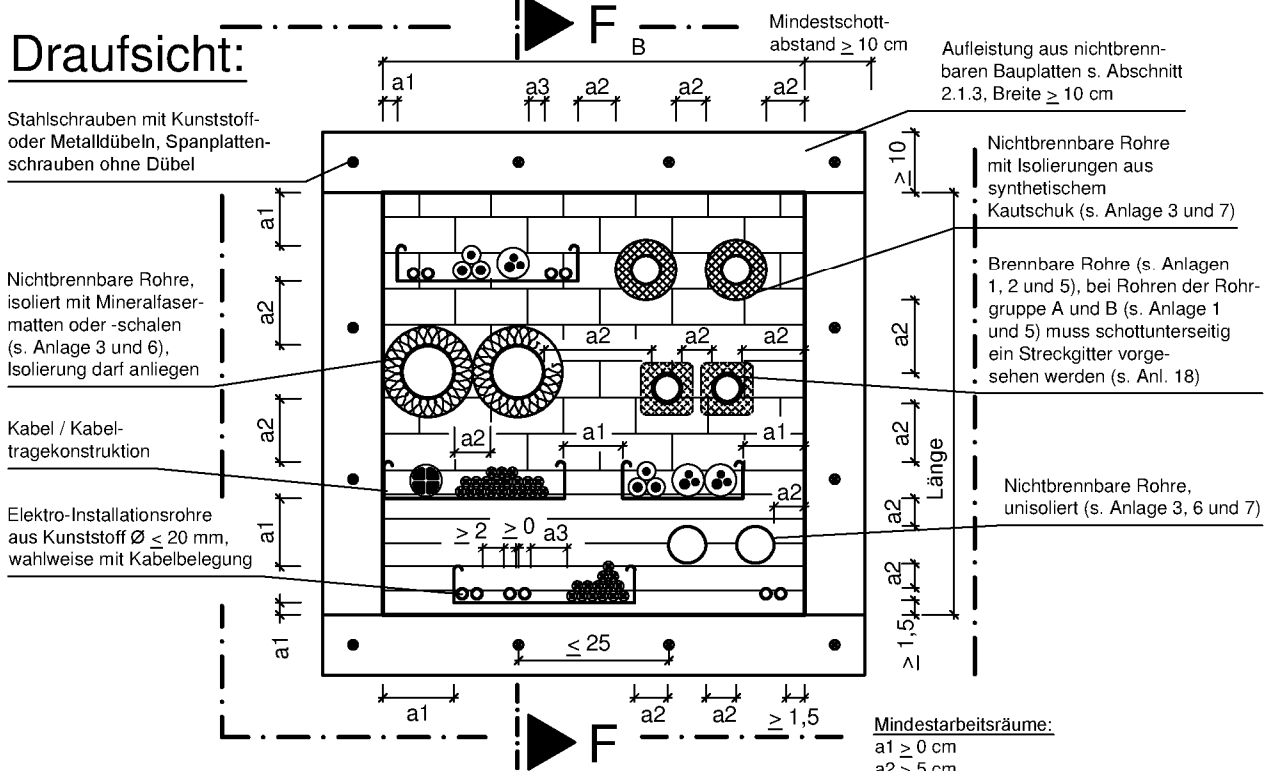 Draufsicht:
F
B
Mindestschott-
abstand ≥ 10 cm
Aufleistung aus nichtbrenn-
baren Bauplatten s. Abschnitt
2.1.3, Breite ≥ 10 cm
a1
a3
a2
a2
a2
Stahlschrauben mit Kunststoff-
oder Metalldübeln, Spanplatten-
schrauben ohne Dübel
≥ 10
Nichtbrennbare Rohre
mit Isolierungen aus
synthetischem
Kautschuk (s. Anlage 3 und 7)
a1
Nichtbrennbare Rohre,
isoliert mit Mineralfaser-
matten oder -schalen
(s. Anlage 3 und 6),
Isolierung darf anliegen
a2
Brennbare Rohre (s. Anlagen
1, 2 und 5), bei Rohren der Rohr-
gruppe A und B (s. Anlage 1
und 5) muss schottunterseitig
ein Streckgitter vorge-
sehen werden (s. Anl. 18)
a2
a2
a2
a2
Kabel / Kabel-
tragekonstruktion
a2
a2
a1
a1
a2
Länge
Elektro-Installationsrohre
aus Kunststoff Ø ≤ 20 mm,
wahlweise mit Kabelbelegung
a1
≥ 2
≥ 0
a3
a2
a2
Nichtbrennbare Rohre,
unisoliert (s. Anlage 3, 6 und 7)
a2
a1
≤ 25
≥ 1,5
a1
a2
a2
≥ 1,5
F
Mindestarbeitsräume:
a1 ≥ 0 cm
a2 ≥ 5 cm